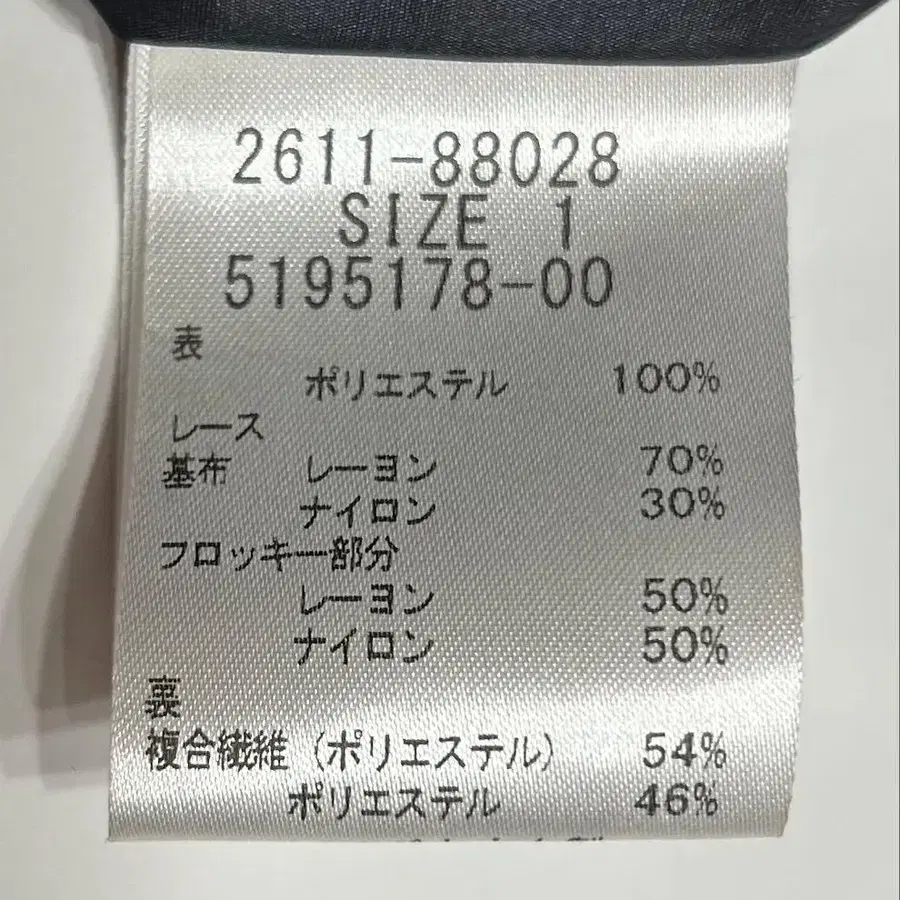 2611-88028
SIZE 1
5195178-00
表
ポリエステル 100%
レース
基布 レーヨン 70%
ナイロン 30%
フロッキー部分
レーヨン 50%
ナイロン 50%
裏
複合繊維(ポリエステル) 54%
ポリエステル 46%